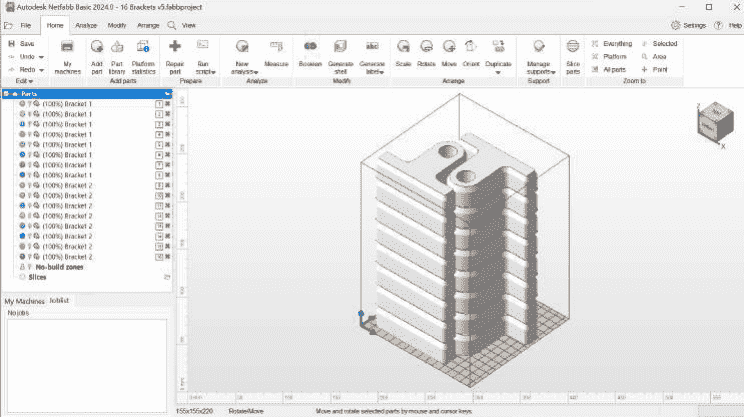 Autodesk Netfabb Basic 2024.0 - 16 Brackets v5.fabbproject
File Home Analyze Modify Arrange View Settings Help
Save
Undo
Redo
Edit
My machines
Add part
Part library
Platform statistics
Add parts
Repair part
Run script
Prepare
New analysis
Measure
Analyze
Boolean
Generate shell
Generate label
Modify
Scale
Rotate
Move
Orient
Duplicate
Arrange
Manage supports
Support
Slice parts
Everything
Platform
All parts
Selected
Area
Point
Zoom to
Parts
(100%) Bracket 1
(100%) Bracket 1
(100%) Bracket 1
(100%) Bracket 1
(100%) Bracket 1
(100%) Bracket 1
(100%) Bracket 1
(100%) Bracket 1
(100%) Bracket 2
(100%) Bracket 2
(100%) Bracket 2
(100%) Bracket 2
(100%) Bracket 2
(100%) Bracket 2
(100%) Bracket 2
(100%) Bracket 2
No-build zones
Slices
My Machines Joblist
No jobs
Z
X
155x155x220 Rotate/Move Move and rotate selected parts by mouse and cursor keys.